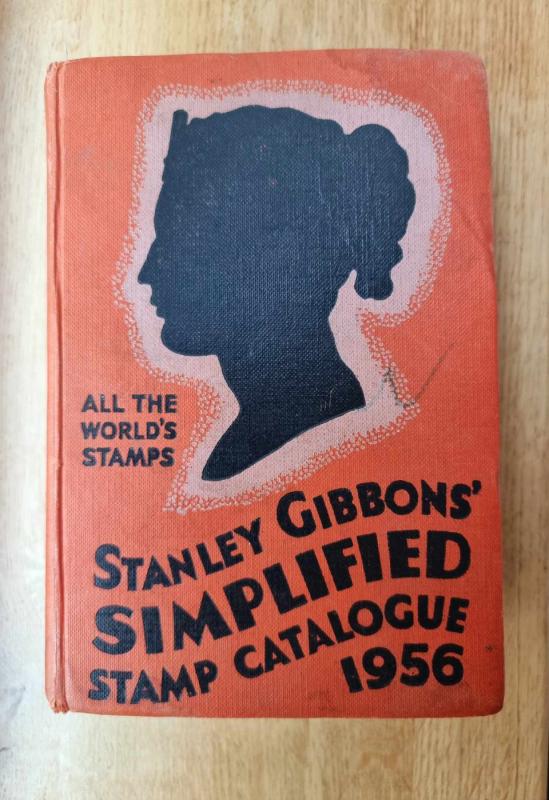 ALL THE
WORLD'S
STAMPS
STANLEY GIBBONS'
SIMPLIFIED
STAMP CATALOGUE
1956